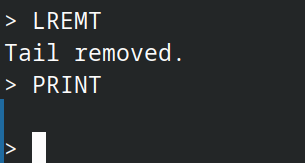 > LREMT
Tail removed.
> PRINT
>